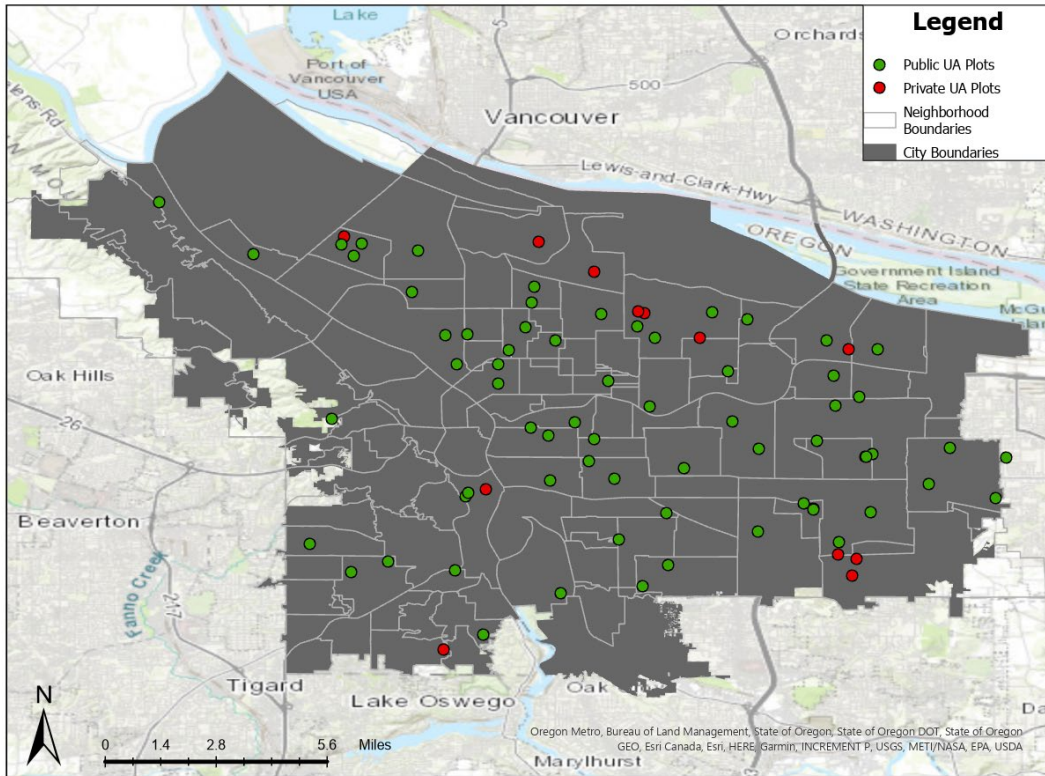 Legend
Public UA Plots
Private UA Plots
Neighborhood
Boundaries
City Boundaries
Lake
5
Orchards
Port of
Vancouver
USA
500
Vancouver
Lewis-and-Clark-Hwy
WASHINGTON
OREGON
Government Island
State Recreation
Area
Oak Hills
26
Beaverton
Fanno Creek
217
Tigard
Lake Oswego
Marylhurst
N
0 1.4 2.8 5.6 Miles
Oregon Metro, Bureau of Land Management, State of Oregon, State of Oregon DOT, State of Oregon
GEO, Esri Canada, Esri, HERE, Garmin, INCREMENT P, USGS, METI/NASA, EPA, USDA